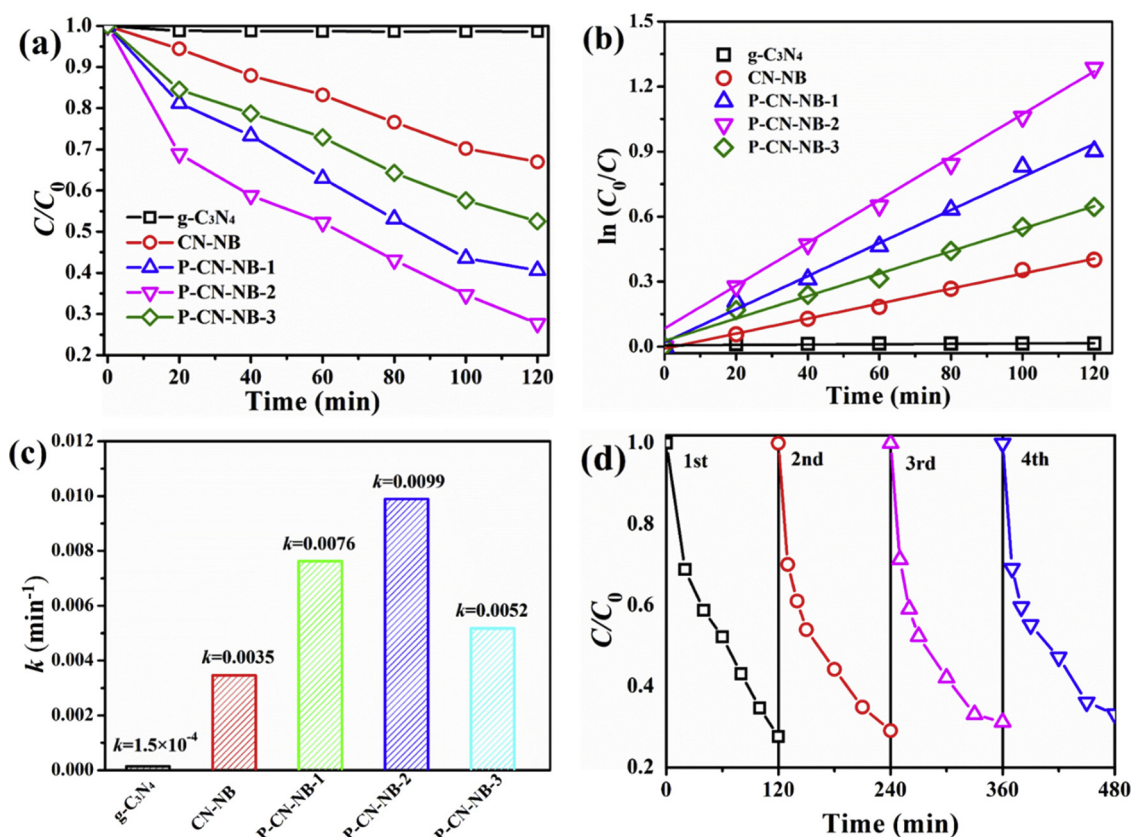 (a)
1.0
0.9
0.8
0.7
0.6
0.5
0.4
0.3
0.2
C/C₀
g-C₃N₄
CN-NB
P-CN-NB-1
P-CN-NB-2
P-CN-NB-3
0 20 40 60 80 100 120
Time (min)
(b)
1.5
1.2
0.9
0.6
0.3
0.0
ln (C₀/C)
g-C₃N₄
CN-NB
P-CN-NB-1
P-CN-NB-2
P-CN-NB-3
0 20 40 60 80 100 120
Time (min)
(c)
0.012
0.010
0.008
0.006
0.004
0.002
0.000
k (min⁻¹)
k=1.5×10⁻⁴
k=0.0035
k=0.0076
k=0.0099
k=0.0052
g-C₃N₄
CN-NB
P-CN-NB-1
P-CN-NB-2
P-CN-NB-3
(d)
1.0
0.8
0.6
0.4
0.2
C/C₀
1st 2nd 3rd 4th
0 120 240 360 480
Time (min)